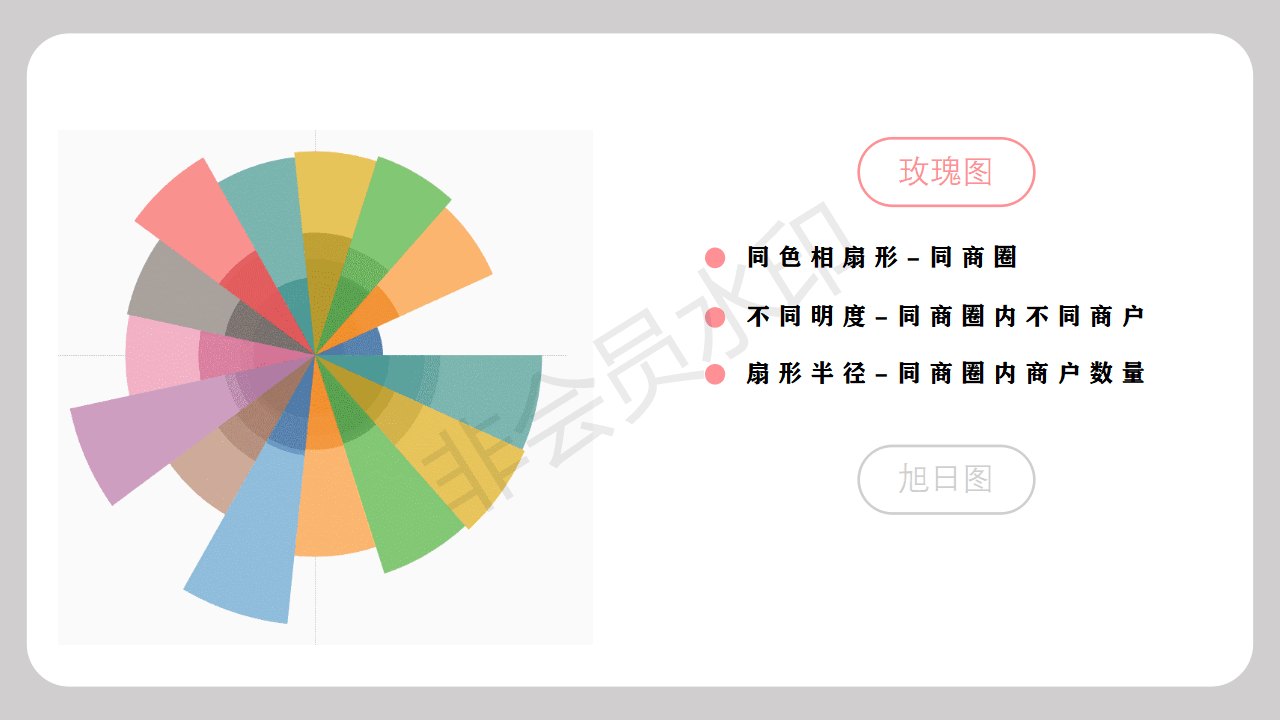 玫瑰图
同色相扇形–同商圈
不同明度–同商圈内不同商户
扇形半径–同商圈内商户数量
旭日图
非会员水印